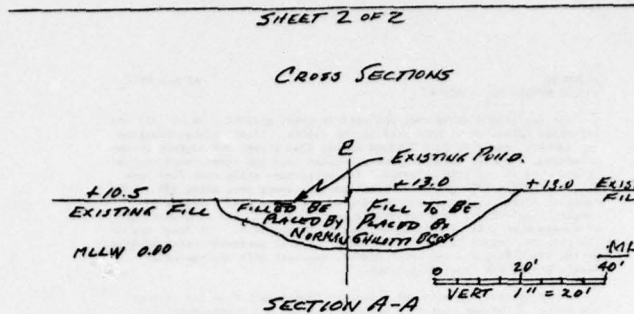 SHEET 2 OF 2
CROSS SECTIONS
EXISTING POND.
+10.5
+13.0
+13.0
EXISTING FILL
FILL TO BE PLACED BY
FILL TO BE PLACED BY
MLLW 0.00
0 20' 40'
VERT 1" = 20'
SECTION A-A